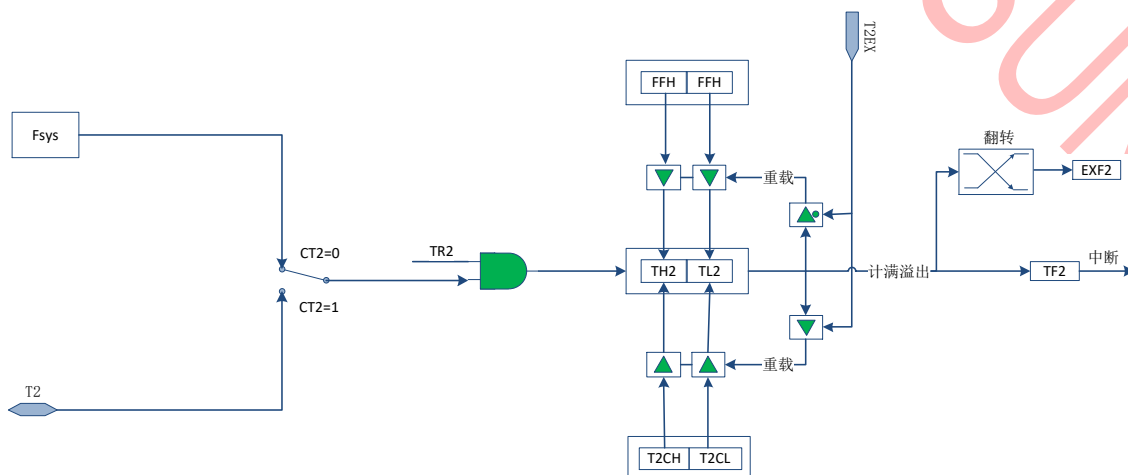 T2EX
FFH FFH
Fsys
翻转
EXF2
重载
CT2=0
TR2
TH2 TL2
计满溢出
TF2
中断
CT2=1
重载
T2
T2CH T2CL